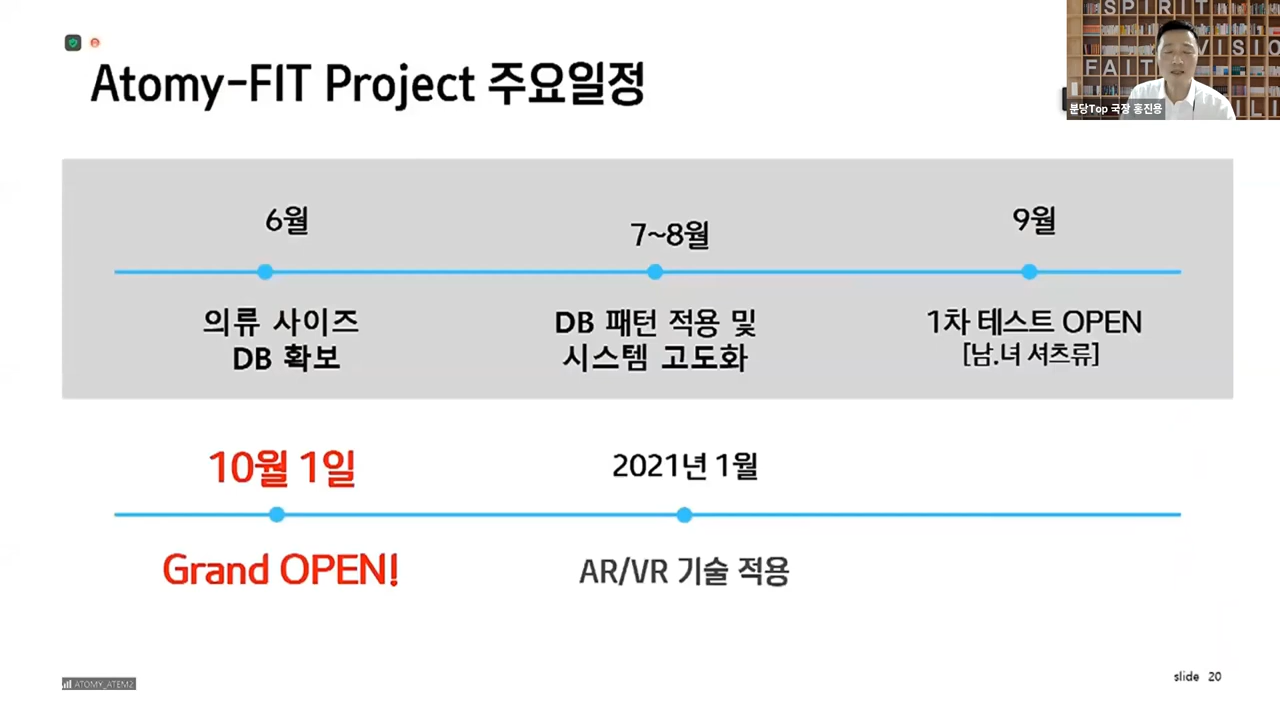 SPIRIT
VISIO
FAIT
분당Top 국장 홍진용
Atomy-FIT Project 주요일정
6월
7~8월
9월
의류 사이즈
DB 확보
DB 패턴 적용 및
시스템 고도화
1차 테스트 OPEN
[남.녀 셔츠류]
10월 1일
2021년 1월
Grand OPEN!
AR/VR 기술 적용
ATOMY_ATEM2
slide 20